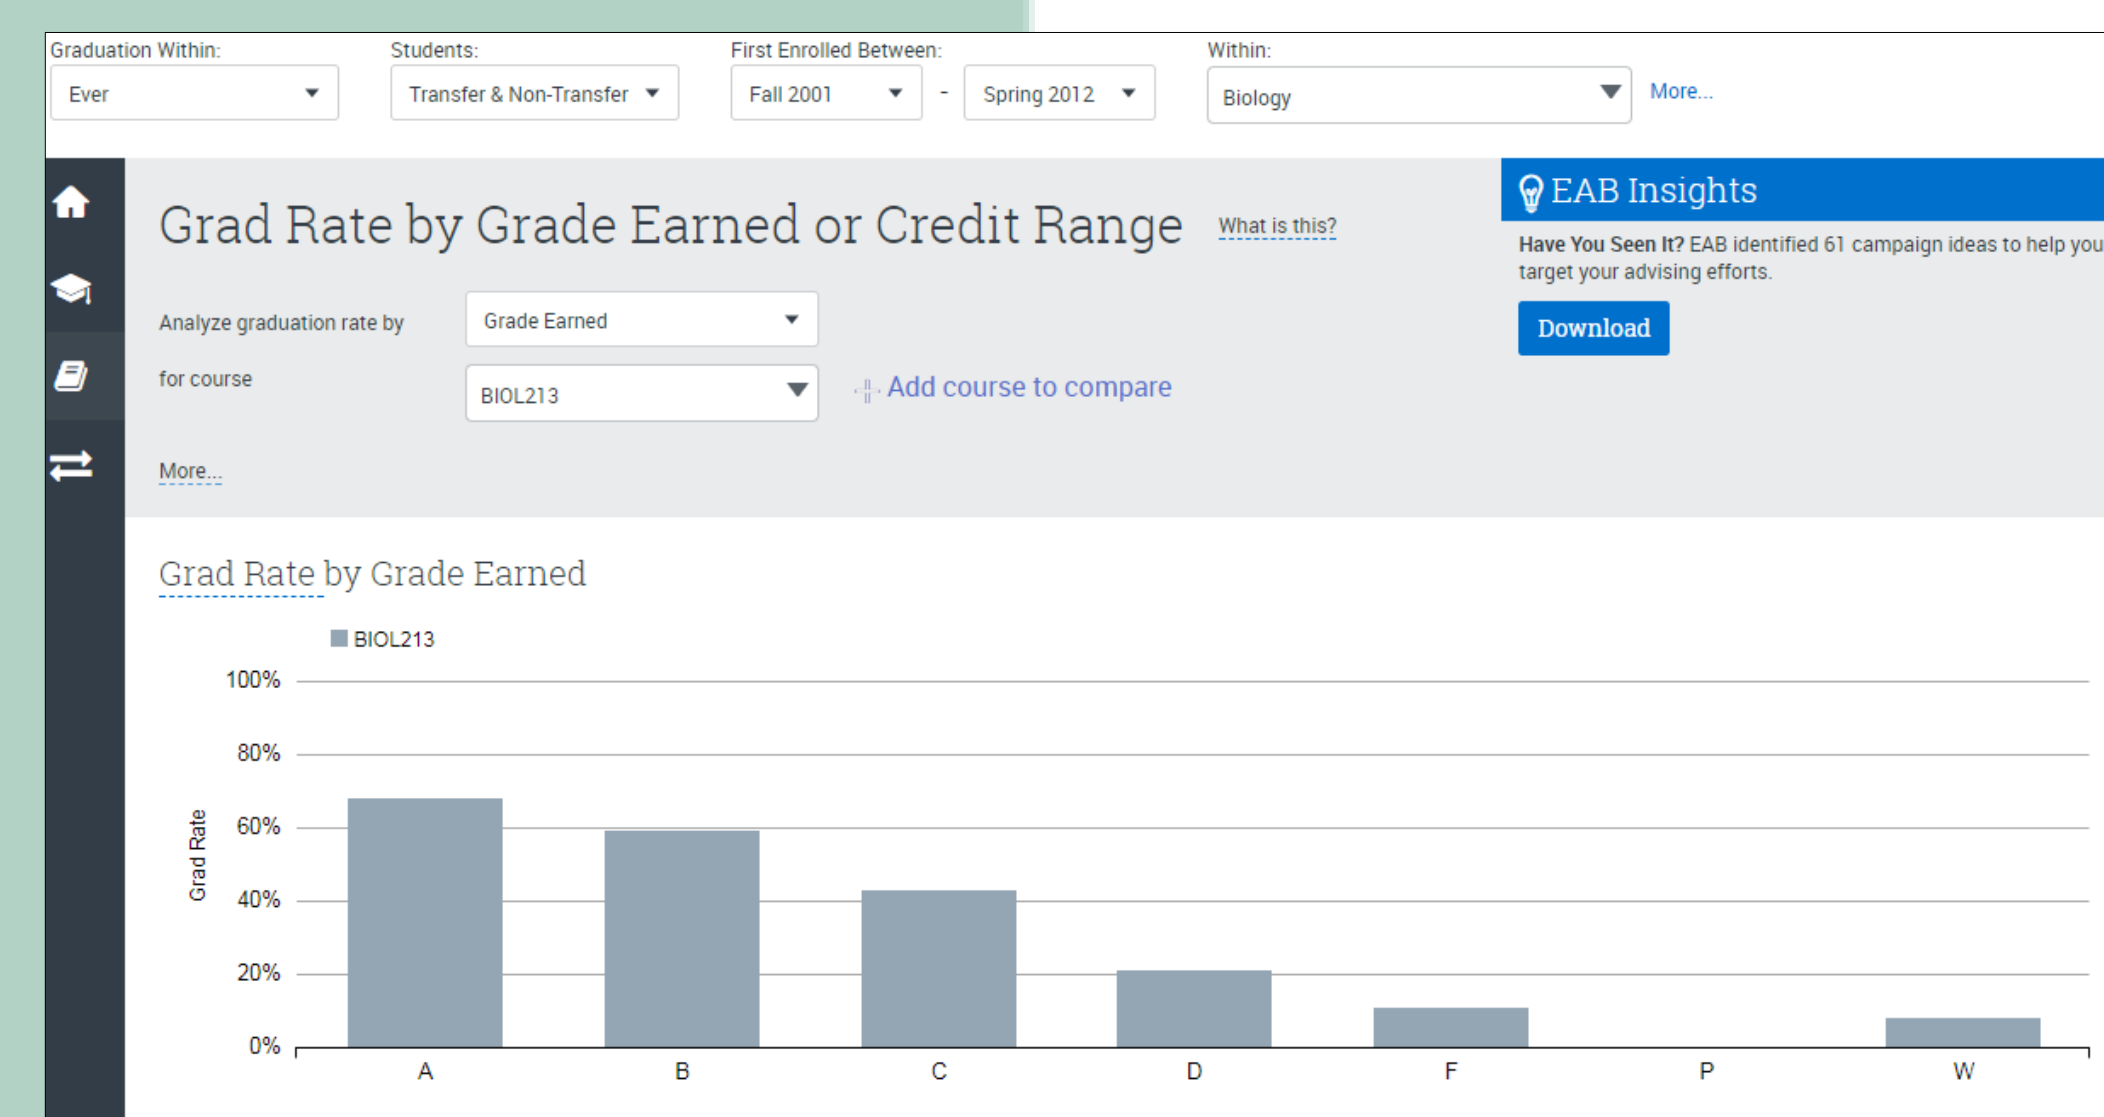 Graduation Within: Students: First Enrolled Between: Within:
Ever Transfer & Non-Transfer Fall 2001 - Spring 2012 Biology More...
EAB Insights
Grad Rate by Grade Earned or Credit Range What is this?
Have You Seen It? EAB identified 61 campaign ideas to help you
target your advising efforts.
Download
Analyze graduation rate by Grade Earned
for course BIOL213 Add course to compare
More...
Grad Rate by Grade Earned
BIOL213
100%
80%
60%
40%
20%
0%
Grad Rate
A B C D F P W